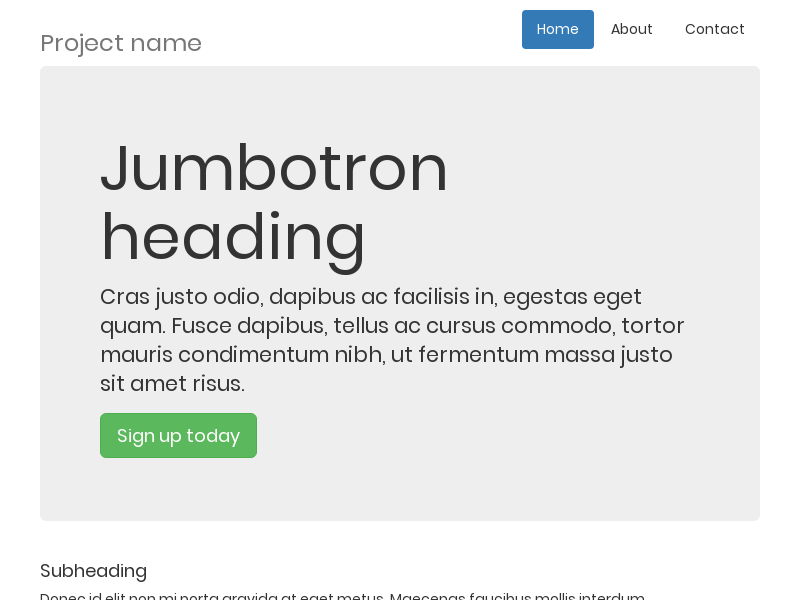 Project name
Home About Contact
Jumbotron
heading
Cras justo odio, dapibus ac facilisis in, egestas eget
quam. Fusce dapibus, tellus ac cursus commodo, tortor
mauris condimentum nibh, ut fermentum massa justo
sit amet risus.
Sign up today
Subheading
Donec id elit non mi porta gravida at eget metus. Maecenas faucibus mollis interdum.